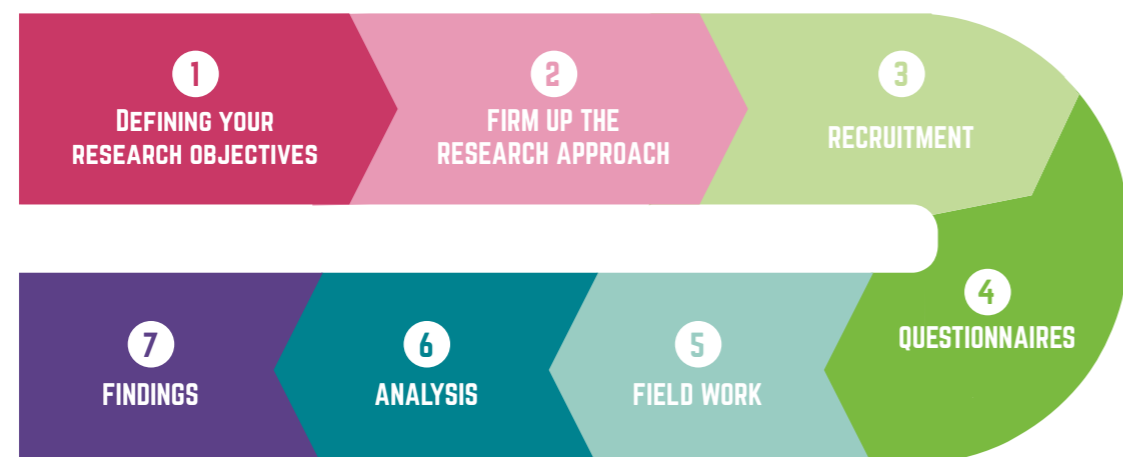 1
Defining your
research objectives
2
FIRM UP THE
RESEARCH APPROACH
3
RECRUITMENT
4
QUESTIONNAIRES
5
FIELD WORK
6
ANALYSIS
7
FINDINGS